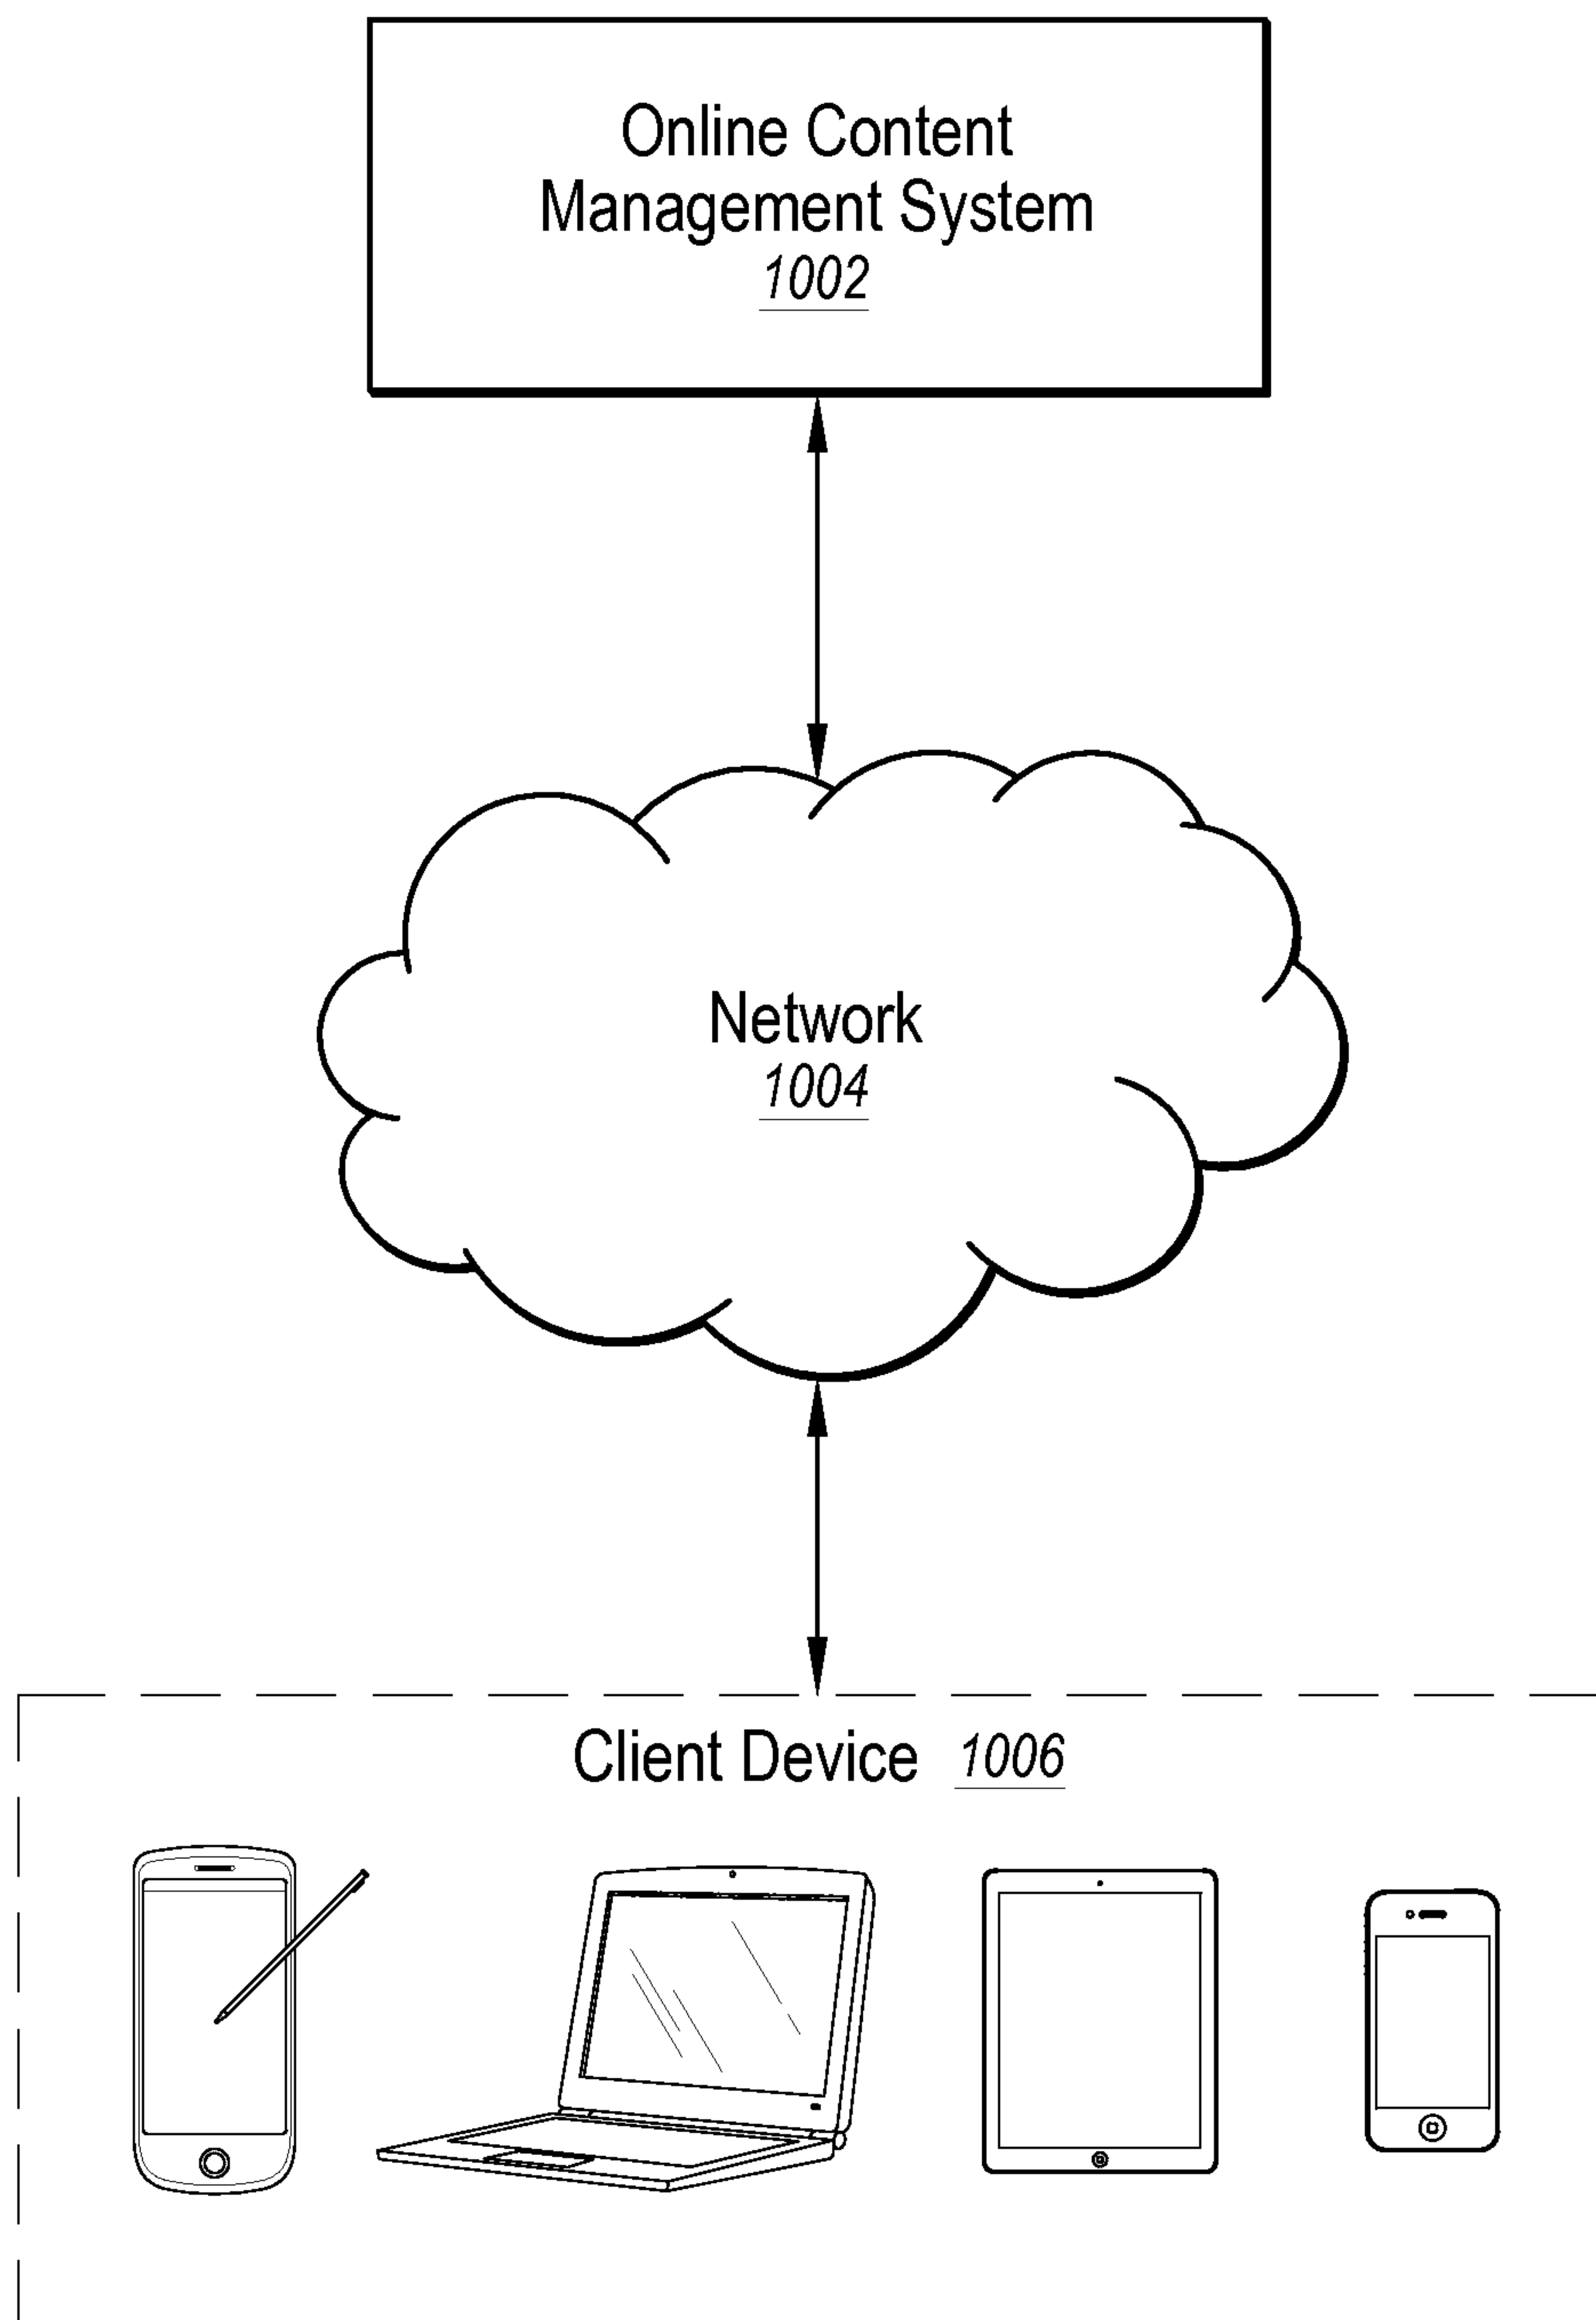 Online Content
Management System
1002
Network
1004
Client Device 1006